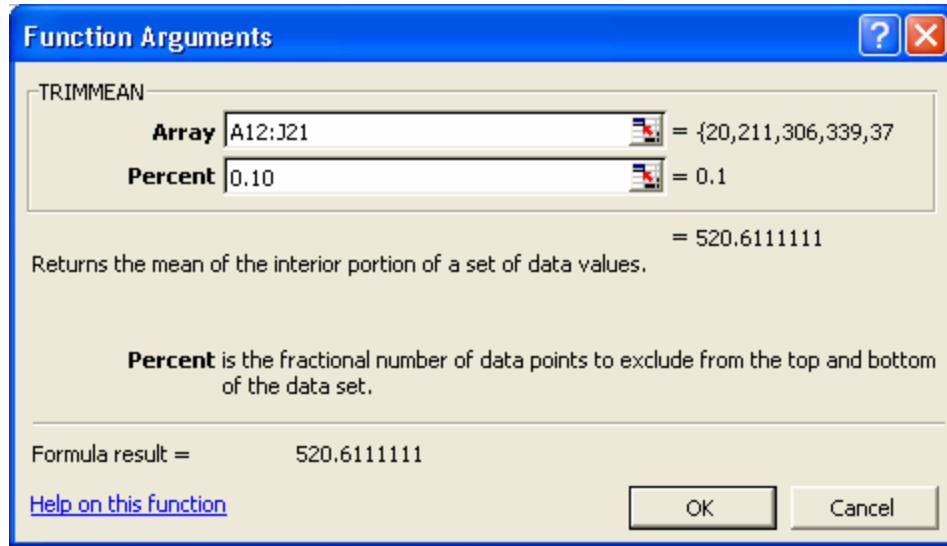 Function Arguments
TRIMMEAN
Array A12:J21 = {20,211,306,339,37
Percent 0.10 = 0.1
= 520.6111111
Returns the mean of the interior portion of a set of data values.
Percent is the fractional number of data points to exclude from the top and bottom
of the data set.
Formula result = 520.6111111
Help on this function OK Cancel